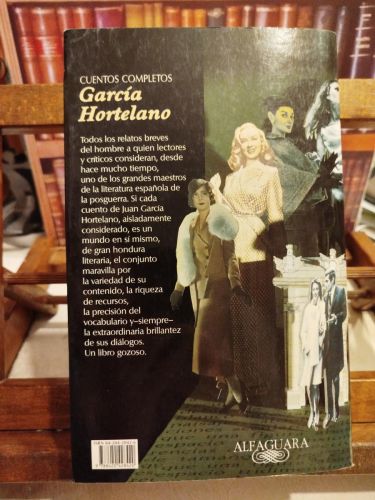 CUENTOS COMPLETOS
García
Hortelano
Todos los relatos breves
del hombre a quien lectores
y críticos consideran, desde
hace mucho tiempo,
uno de los grandes maestros
de la literatura española de
la posguerra. Si cada
cuento de Juan García
Hortelano, aisladamente
considerado, es un
mundo en sí mismo,
de gran hondura
literaria, el conjunto
maravilla por
la variedad de su
contenido, la riqueza
de recursos,
la precisión del
vocabulario y –siempre–
la extraordinaria brillantez
de sus diálogos.
Un libro gozoso.
ALFAGUARA